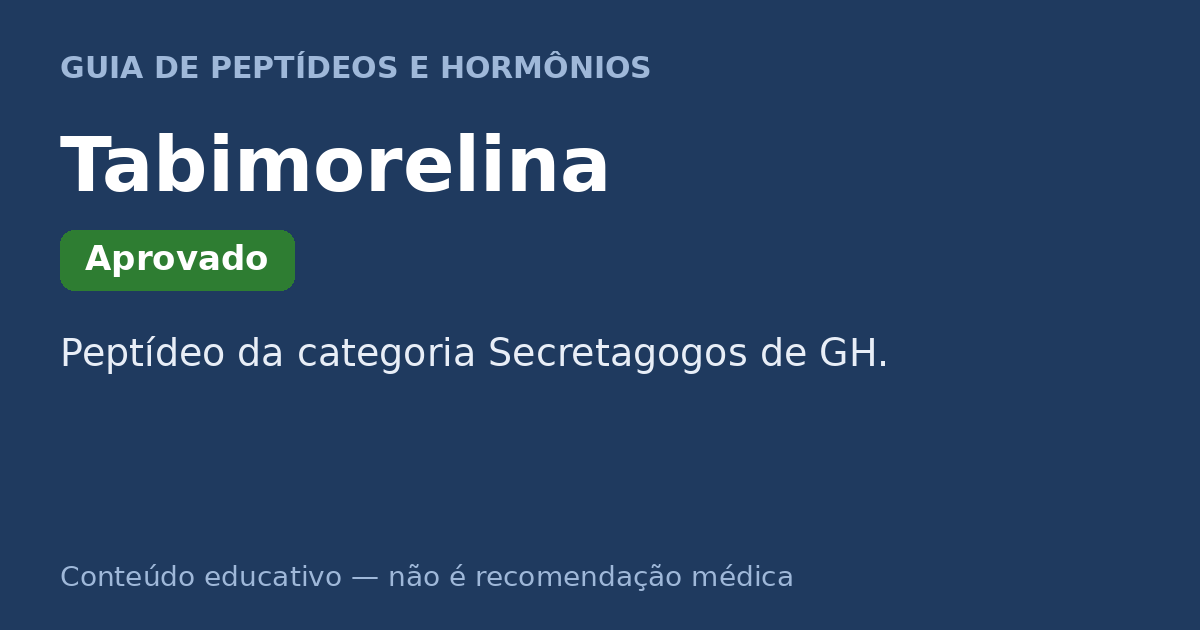 GUIA DE PEPTÍDEOS E HORMÔNIOS
Tabimorelina
Aprovado
Peptídeo da categoria Secretagogos de GH.
Conteúdo educativo — não é recomendação médica